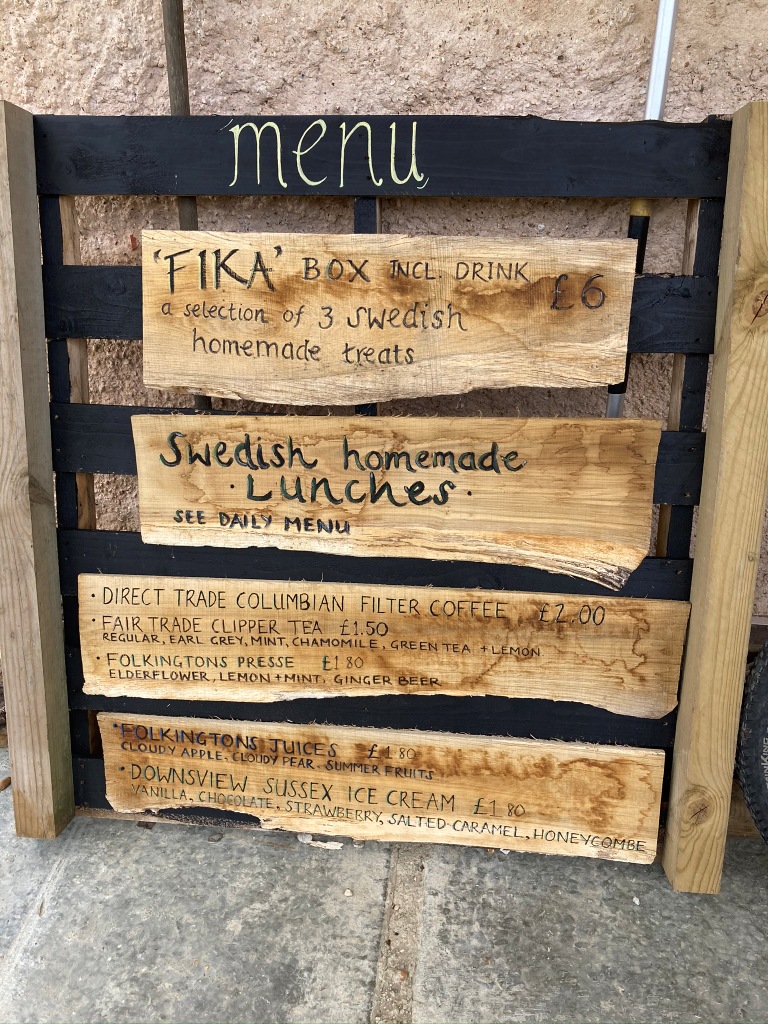 menu
'FIKA' BOX INCL. DRINK £6
a selection of 3 Swedish
homemade treats
Swedish homemade
· Lunches ·
SEE DAILY MENU
· DIRECT TRADE COLUMBIAN FILTER COFFEE £2.00
· FAIR TRADE CLIPPER TEA £1.50
REGULAR, EARL GREY, MINT, CHAMOMILE, GREEN TEA + LEMON
· FOLKINGTONS PRESSE £1.80
ELDERFLOWER, LEMON + MINT, GINGER BEER
· FOLKINGTONS JUICES £1.80
CLOUDY APPLE, CLOUDY PEAR, SUMMER FRUITS
· DOWNSVIEW SUSSEX ICE CREAM £1.80
VANILLA, CHOCOLATE, STRAWBERRY, SALTED CARAMEL, HONEYCOMBE